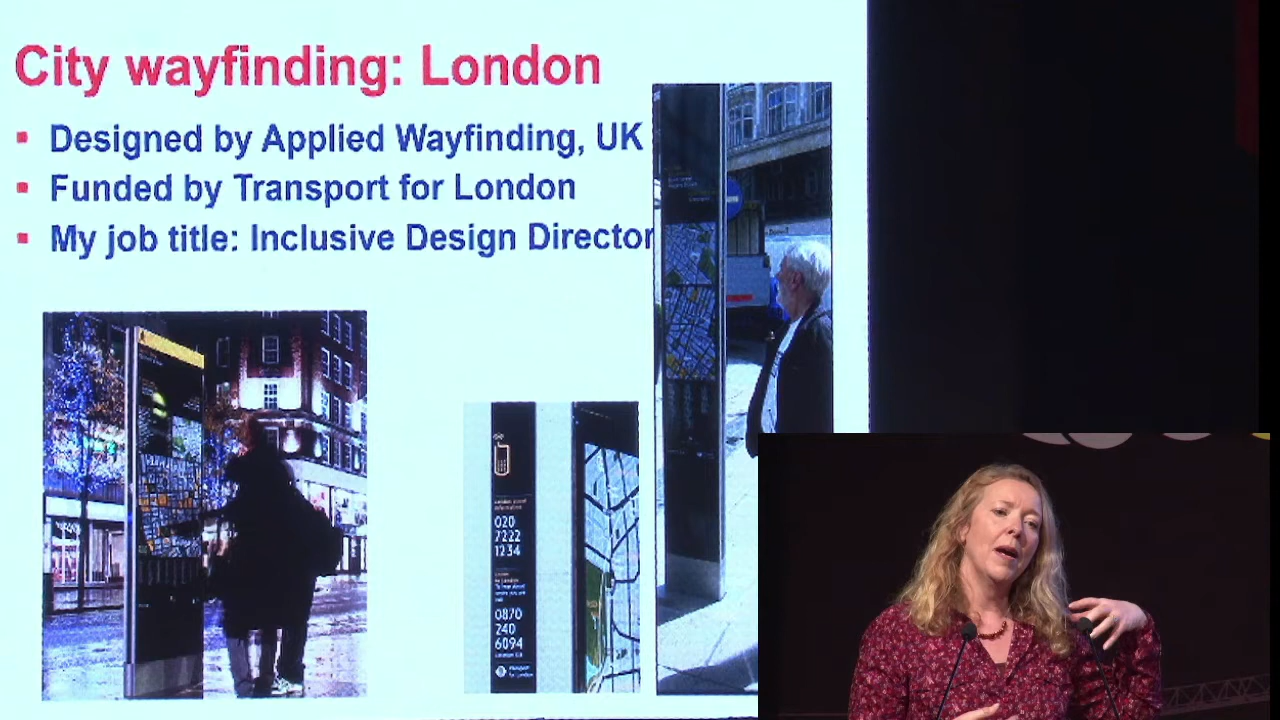 City wayfinding: London
Designed by Applied Wayfinding, UK
Funded by Transport for London
My job title: Inclusive Design Director
020
7222
1234
0870
240
6094